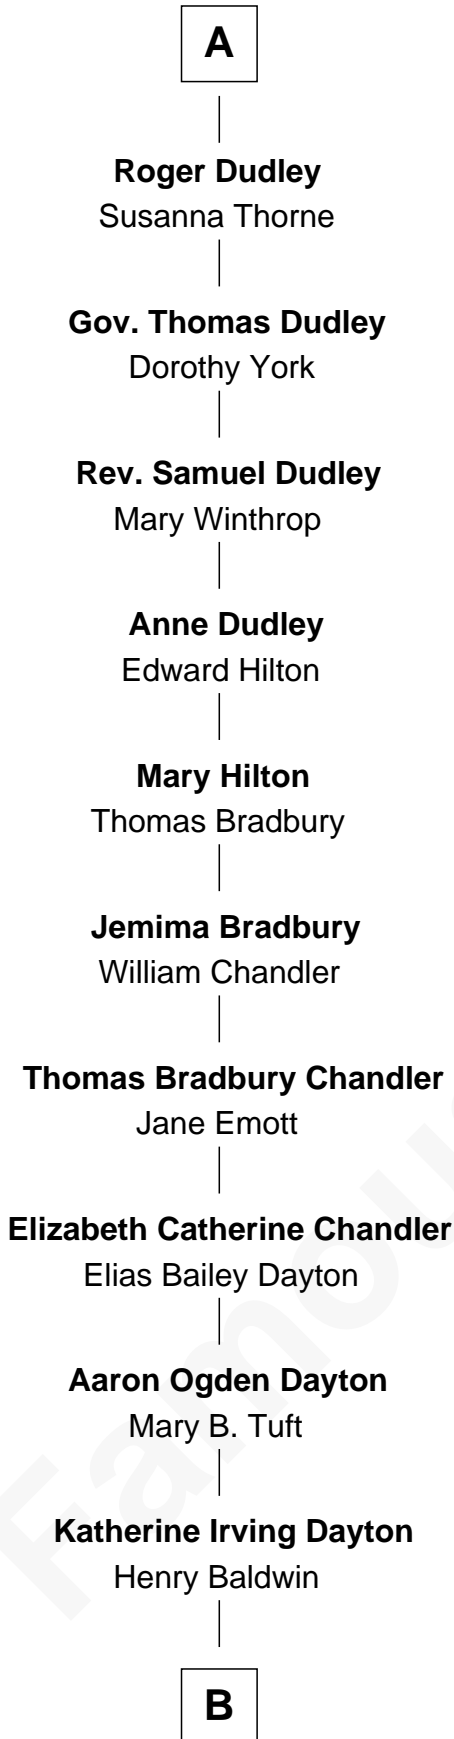 A
Roger Dudley
Susanna Thorne
Gov. Thomas Dudley
Dorothy York
Rev. Samuel Dudley
Mary Winthrop
Anne Dudley
Edward Hilton
Mary Hilton
Thomas Bradbury
Jemima Bradbury
William Chandler
Thomas Bradbury Chandler
Jane Emott
Elizabeth Catherine Chandler
Elias Bailey Dayton
Aaron Ogden Dayton
Mary B. Tuft
Katherine Irving Dayton
Henry Baldwin
B
Famou